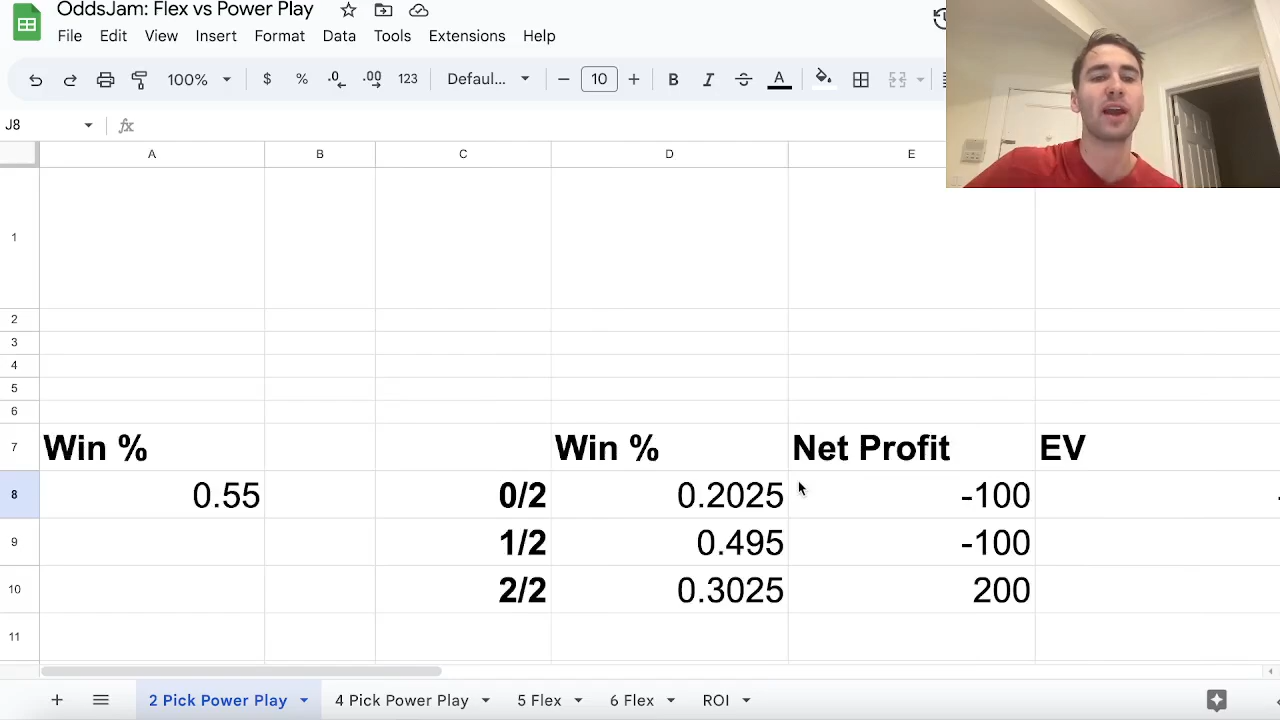 OddsJam: Flex vs Power Play
File Edit View Insert Format Data Tools Extensions Help
100% $ % .0 .00 123 Defaul... 10 B I S A
J8 fx
A B C D E
1
2
3
4
5
6
7 Win % Win % Net Profit EV
8 0.55 0/2 0.2025 -100 -
9 1/2 0.495 -100
10 2/2 0.3025 200
11
2 Pick Power Play 4 Pick Power Play 5 Flex 6 Flex ROI